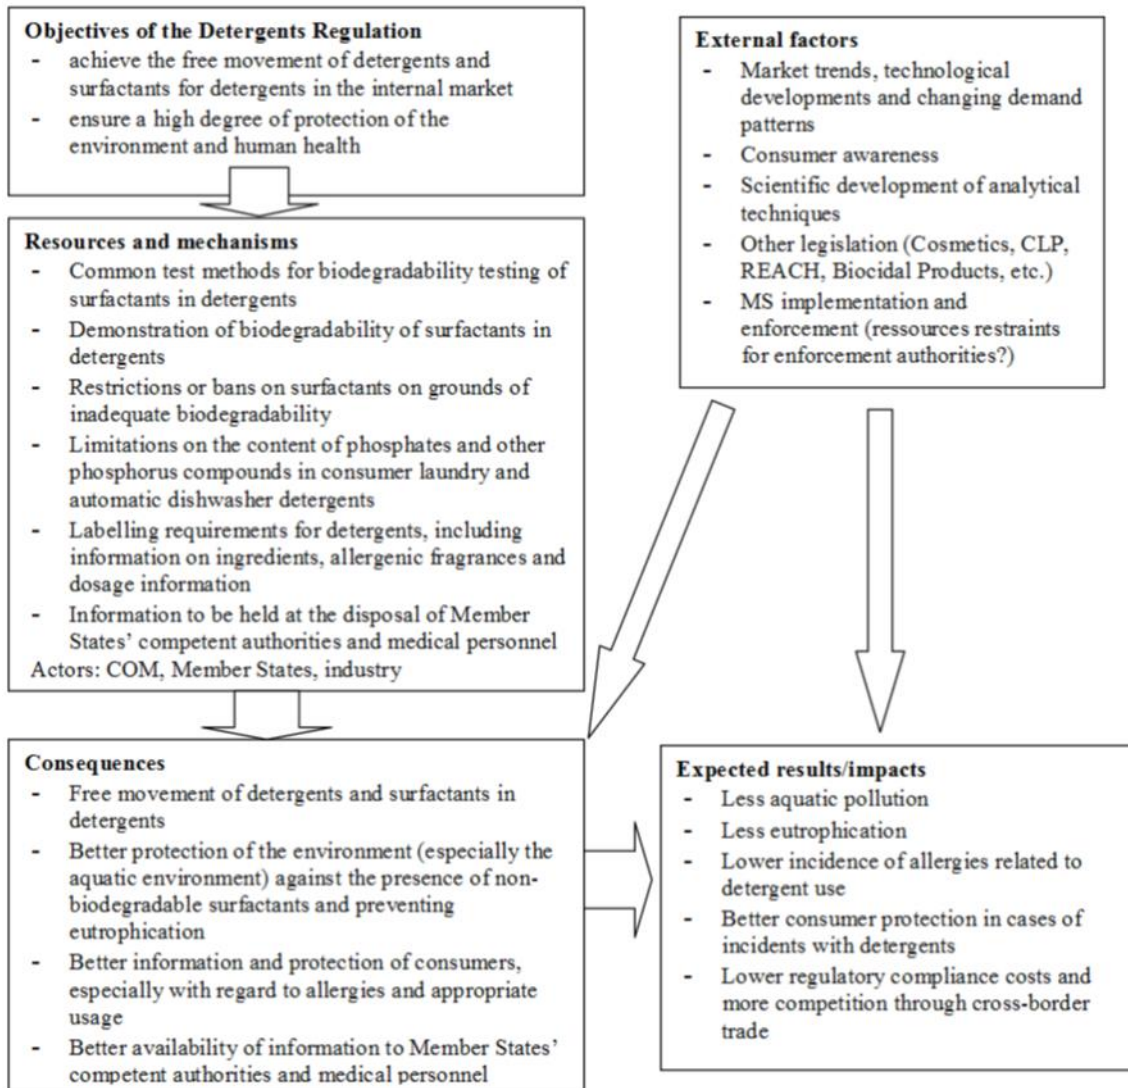 Objectives of the Detergents Regulation
- achieve the free movement of detergents and
surfactants for detergents in the internal market
- ensure a high degree of protection of the
environment and human health
Resources and mechanisms
- Common test methods for biodegradability testing of
surfactants in detergents
- Demonstration of biodegradability of surfactants in
detergents
- Restrictions or bans on surfactants on grounds of
inadequate biodegradability
- Limitations on the content of phosphates and other
phosphorus compounds in consumer laundry and
automatic dishwasher detergents
- Labelling requirements for detergents, including
information on ingredients, allergenic fragrances and
dosage information
- Information to be held at the disposal of Member
States’ competent authorities and medical personnel
Actors: COM, Member States, industry
Consequences
- Free movement of detergents and surfactants in
detergents
- Better protection of the environment (especially the
aquatic environment) against the presence of non-
biodegradable surfactants and preventing
eutrophication
- Better information and protection of consumers,
especially with regard to allergies and appropriate
usage
- Better availability of information to Member States’
competent authorities and medical personnel
External factors
- Market trends, technological
developments and changing demand
patterns
- Consumer awareness
- Scientific development of analytical
techniques
- Other legislation (Cosmetics, CLP,
REACH, Biocidal Products, etc.)
- MS implementation and
enforcement (ressources restraints
for enforcement authorities?)
Expected results/impacts
- Less aquatic pollution
- Less eutrophication
- Lower incidence of allergies related to
detergent use
- Better consumer protection in cases of
incidents with detergents
- Lower regulatory compliance costs and
more competition through cross-border
trade